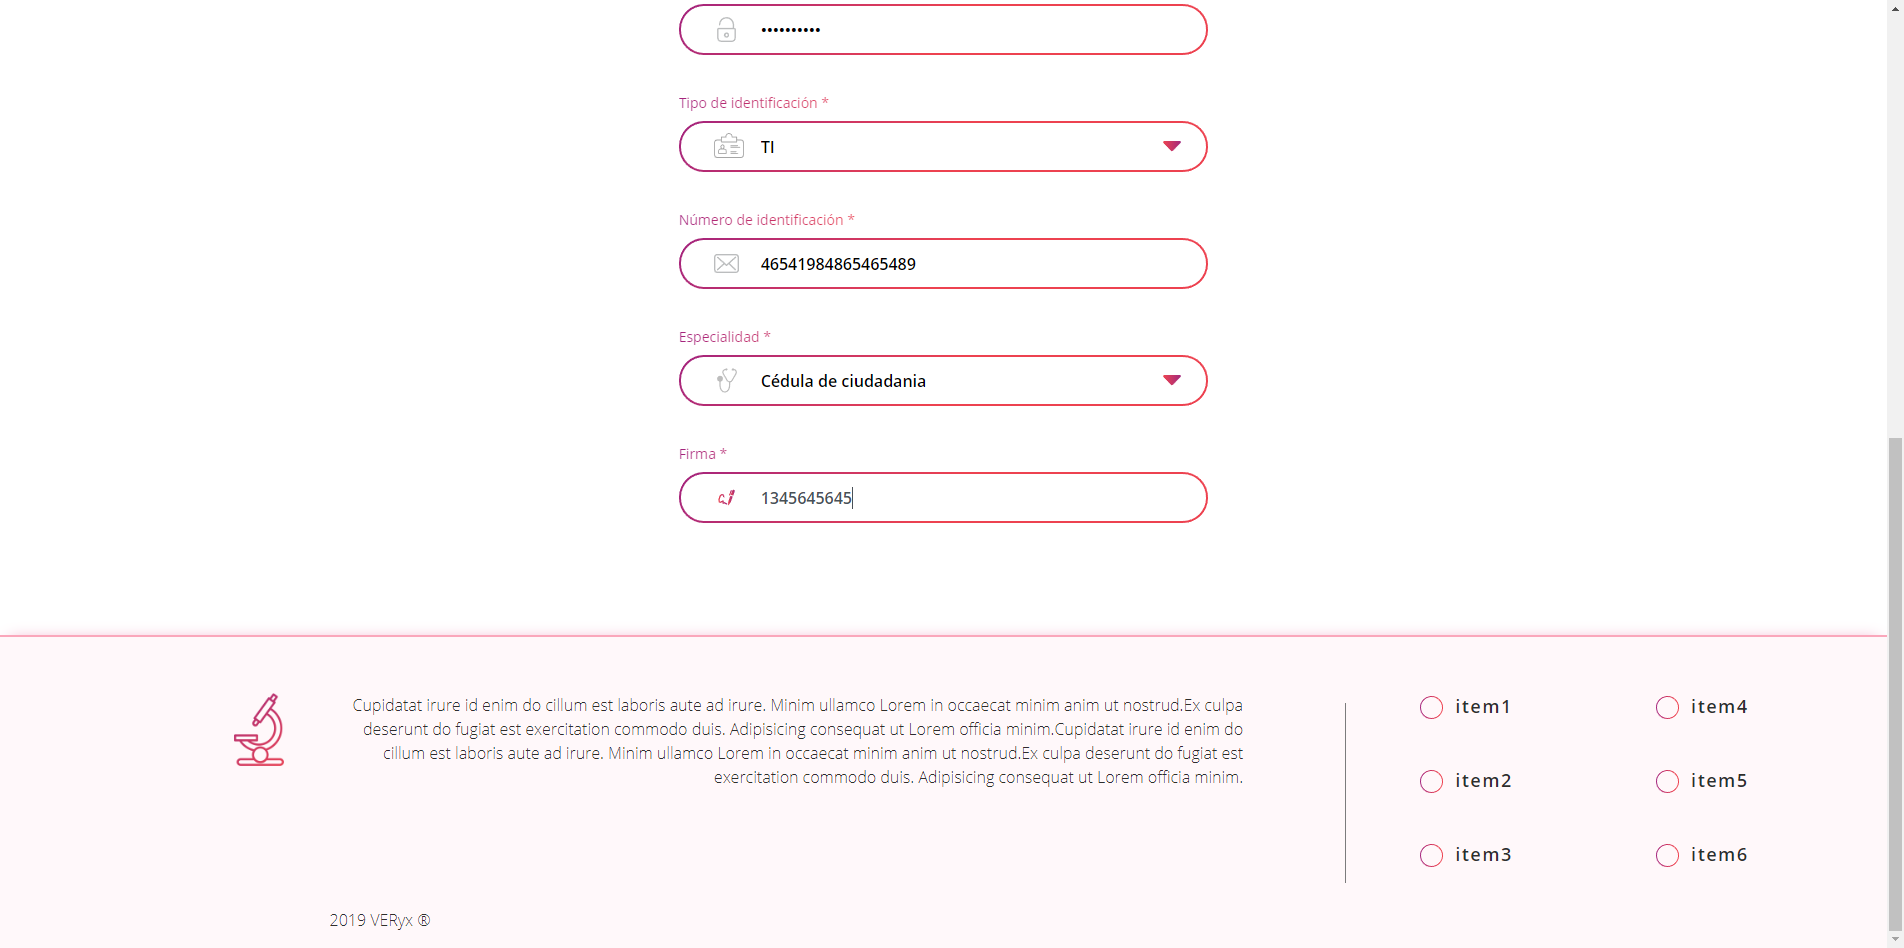 ••••••••••
Tipo de identificación *
TI
Número de identificación *
46541984865465489
Especialidad *
Cédula de ciudadania
Firma *
1345645645
Cupidatat irure id enim do cillum est laboris aute ad irure. Minim ullamco Lorem in occaecat minim anim ut nostrud.Ex culpa
deserunt do fugiat est exercitation commodo duis. Adipisicing consequat ut Lorem officia minim.Cupidatat irure id enim do
cillum est laboris aute ad irure. Minim ullamco Lorem in occaecat minim anim ut nostrud.Ex culpa deserunt do fugiat est
exercitation commodo duis. Adipisicing consequat ut Lorem officia minim.
item1
item2
item3
item4
item5
item6
2019 VERyx ®